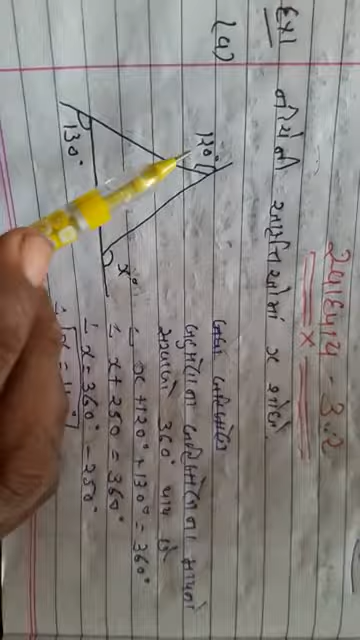 સ્વાધ્યાય - 3.2
Ex1 નીચેની આકૃતિઓમાં x શોધો.
(a)
120°
130°
x°
બહુકોણના બહિષ્કોણના માપનો
સરવાળો 360° થાય છે
∴ x + 120° + 130° = 360°
∴ x + 250 = 360°
∴ x = 360° - 250°